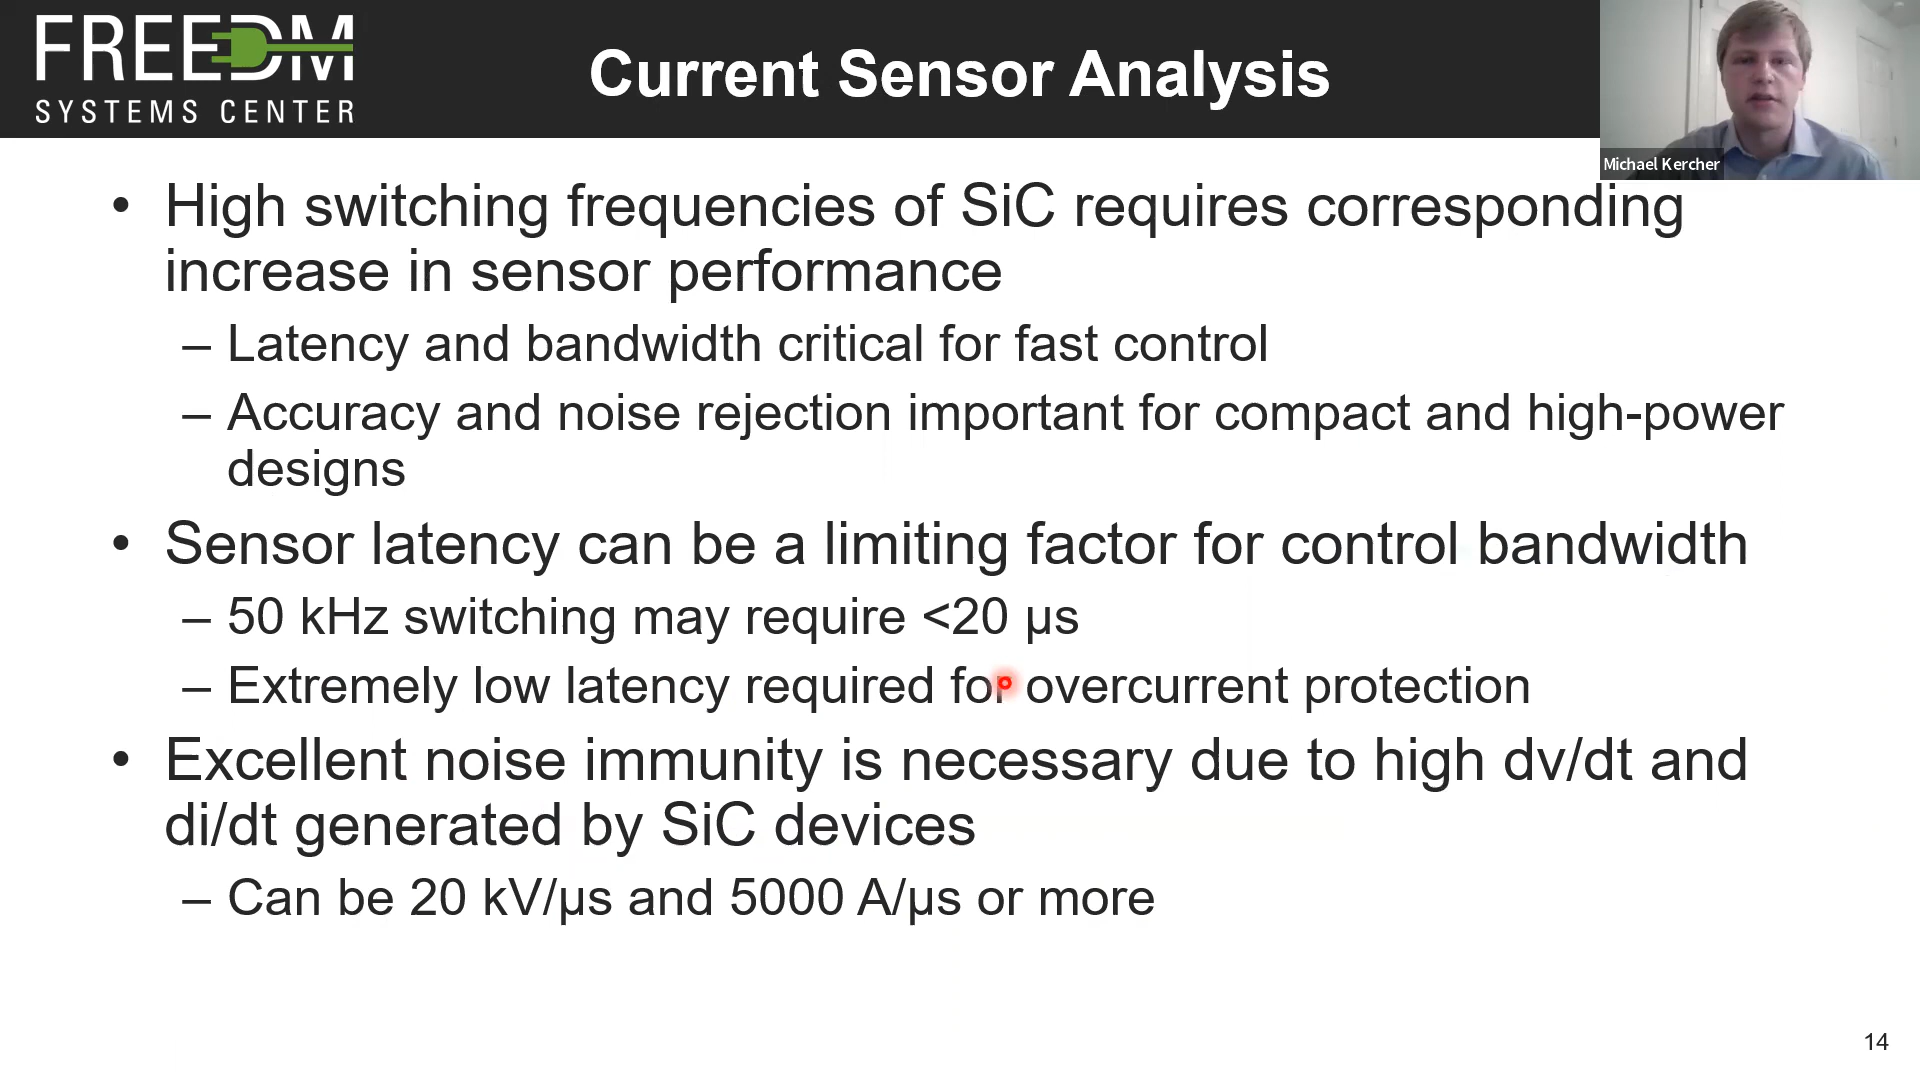 FREEDM
SYSTEMS CENTER
Current Sensor Analysis
Michael Kercher
• High switching frequencies of SiC requires corresponding
increase in sensor performance
– Latency and bandwidth critical for fast control
– Accuracy and noise rejection important for compact and high-power
designs
• Sensor latency can be a limiting factor for control bandwidth
– 50 kHz switching may require <20 µs
– Extremely low latency required for overcurrent protection
• Excellent noise immunity is necessary due to high dv/dt and
di/dt generated by SiC devices
– Can be 20 kV/µs and 5000 A/µs or more
14